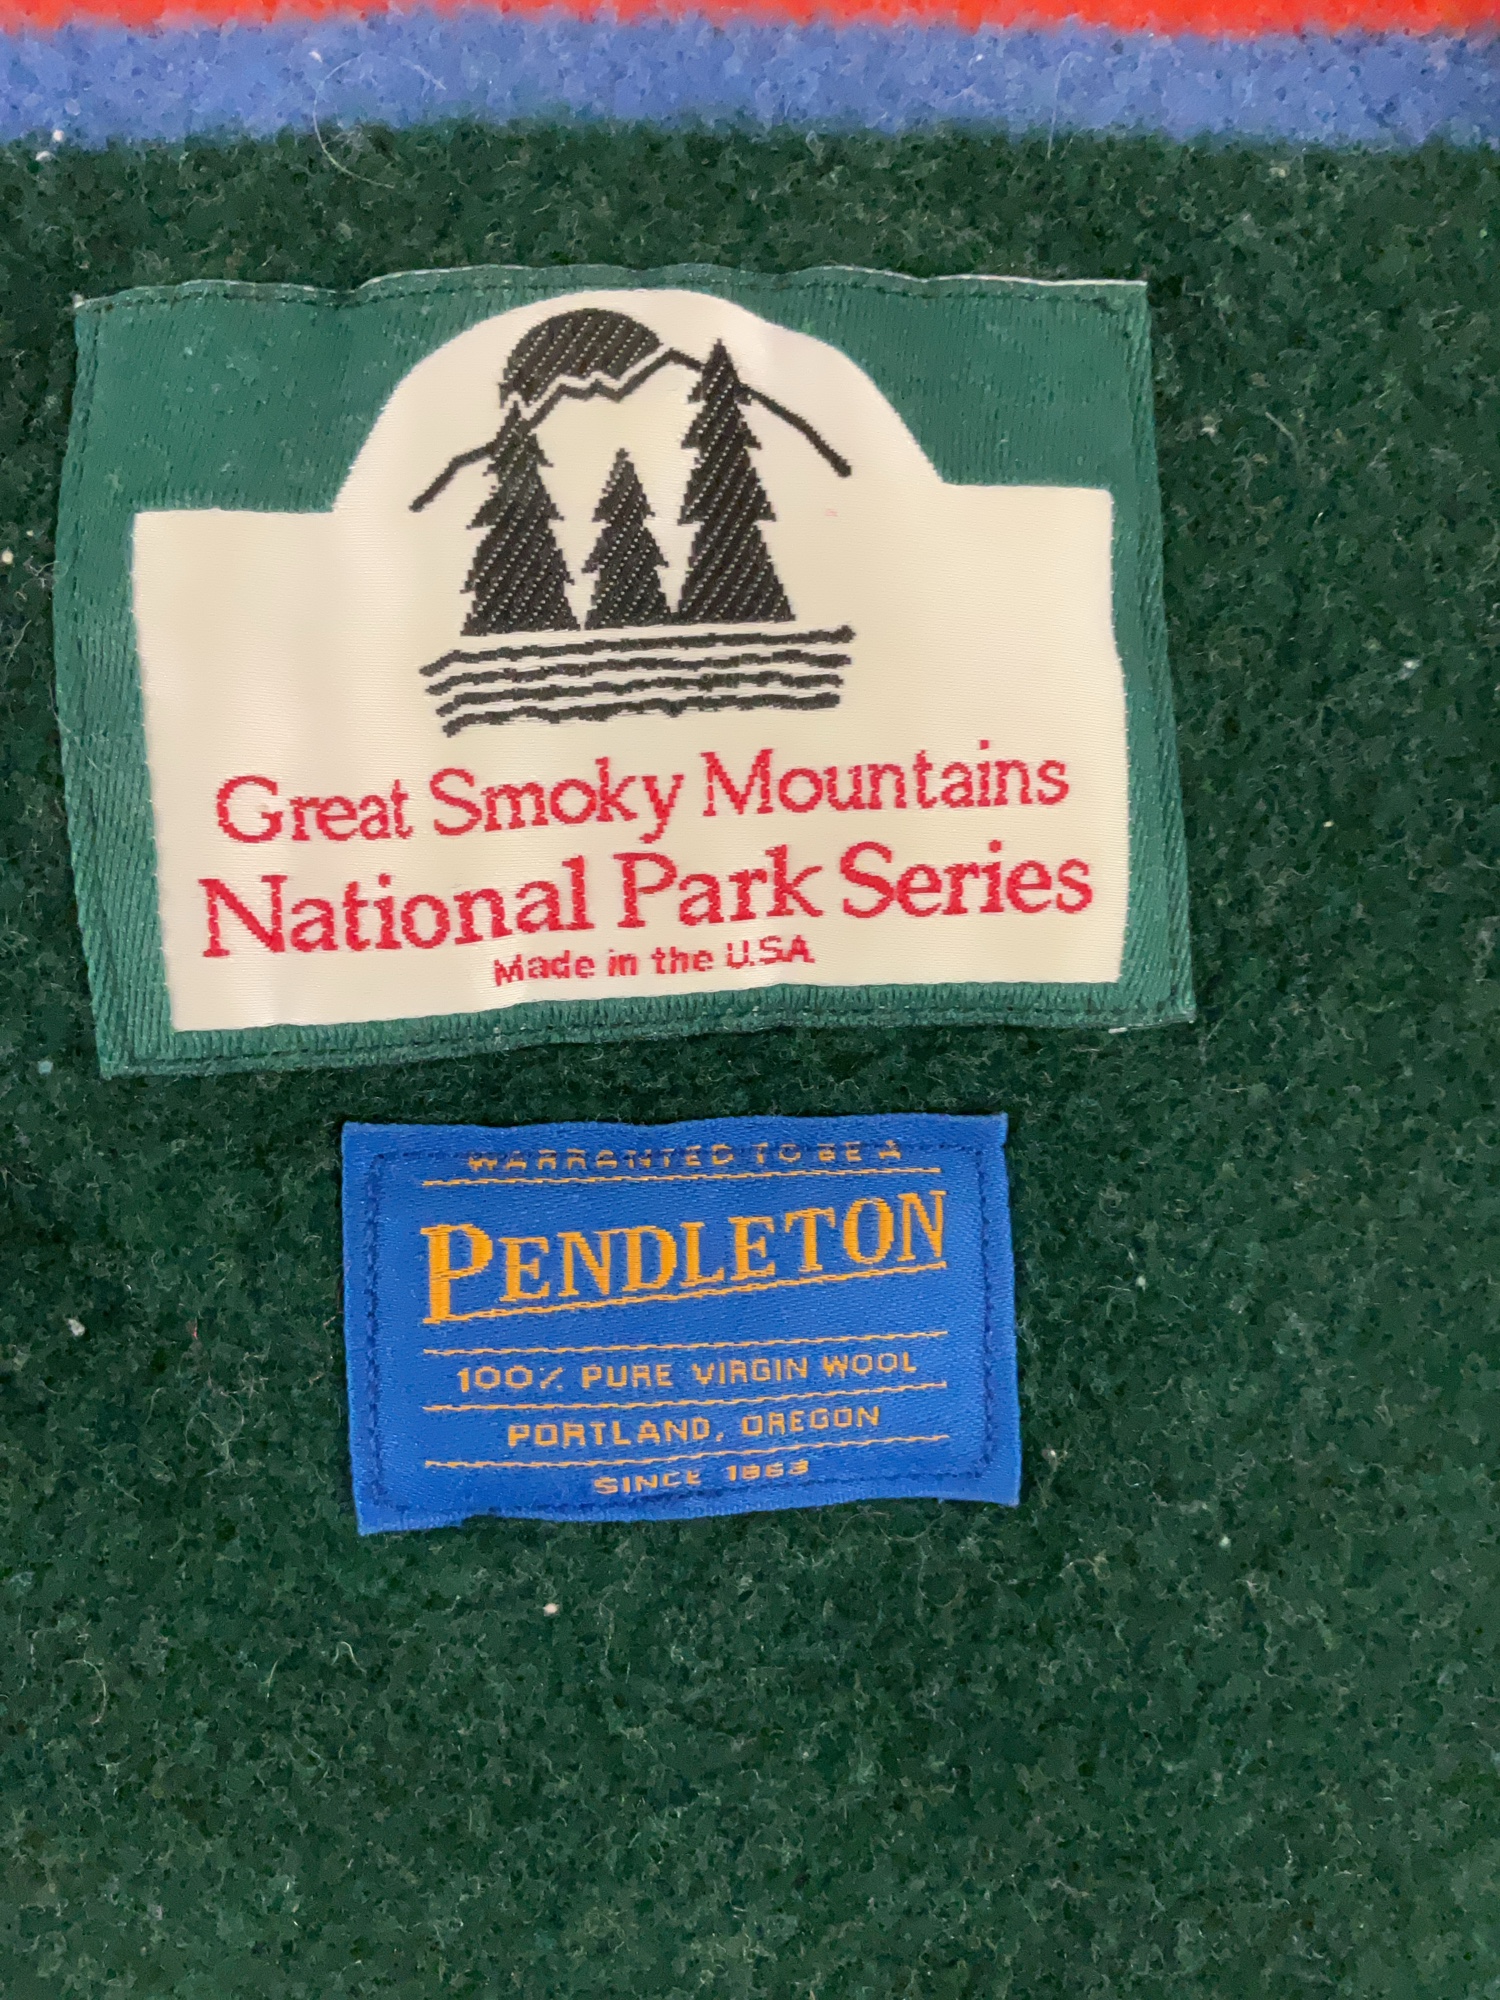 Great Smoky Mountains
National Park Series
Made in the U.S.A.
WARRANTED TO BE A
PENDLETON
100% PURE VIRGIN WOOL
PORTLAND, OREGON
SINCE 1863